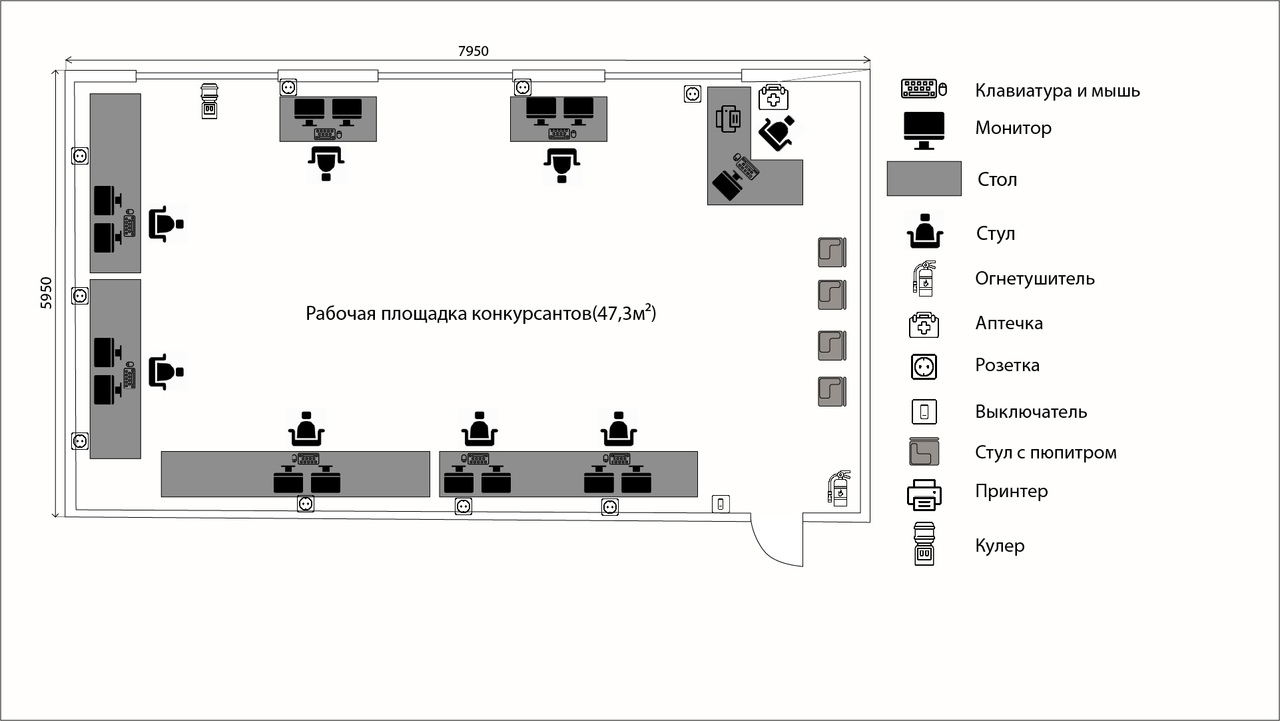 7950
5950
Рабочая площадка конкурсантов(47,3м²)
Клавиатура и мышь
Монитор
Стол
Стул
Огнетушитель
Аптечка
Розетка
Выключатель
Стул с пюпитром
Принтер
Кулер